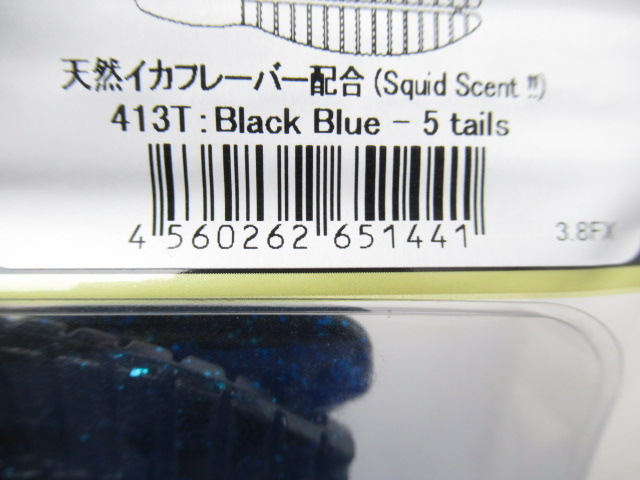 天然イカフレーバー配合 (Squid Scent !!)
413T : Black Blue - 5 tails
4 560262 651441
3.8FX